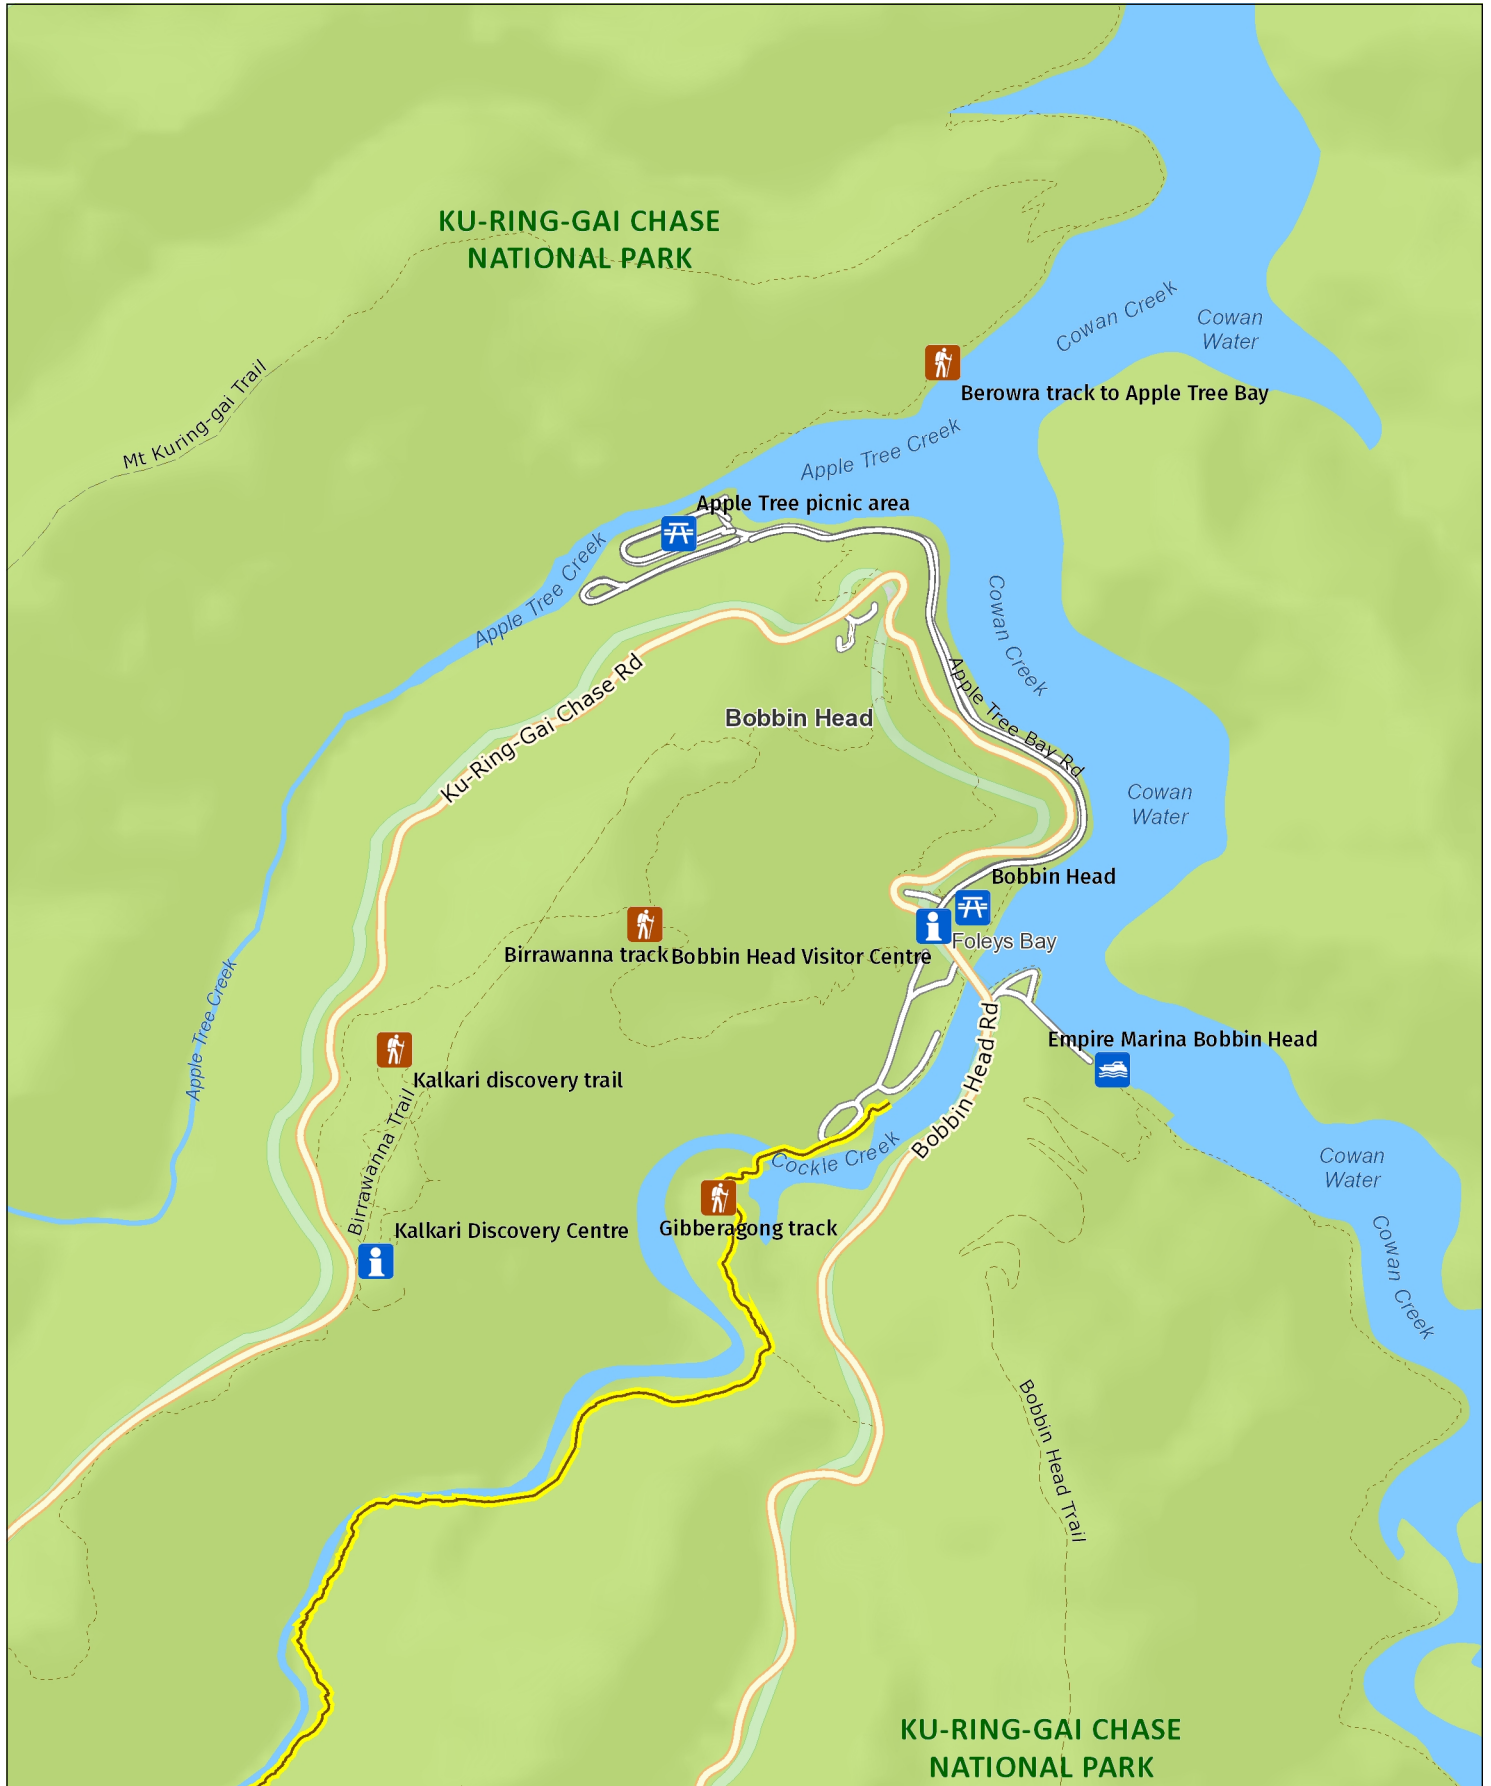 KU-RING-GAI CHASE
NATIONAL PARK
Cowan Creek
Cowan
Water
Mt Kuring-gai Trail
Berowra track to Apple Tree Bay
Apple Tree Creek
Apple Tree picnic area
Apple Tree Creek
Cowan Creek
Ku-Ring-Gai Chase Rd
Apple Tree Bay Rd
Bobbin Head
Cowan
Water
Bobbin Head
Foleys Bay
Birrawanna track
Bobbin Head Visitor Centre
Apple Tree Creek
Empire Marina Bobbin Head
Bobbin Head Rd
Kalkari discovery trail
Birrawanna Trail
Cockle Creek
Cowan
Water
Gibberagong track
Kalkari Discovery Centre
Cowan Creek
Bobbin Head Trail
KU-RING-GAI CHASE
NATIONAL PARK